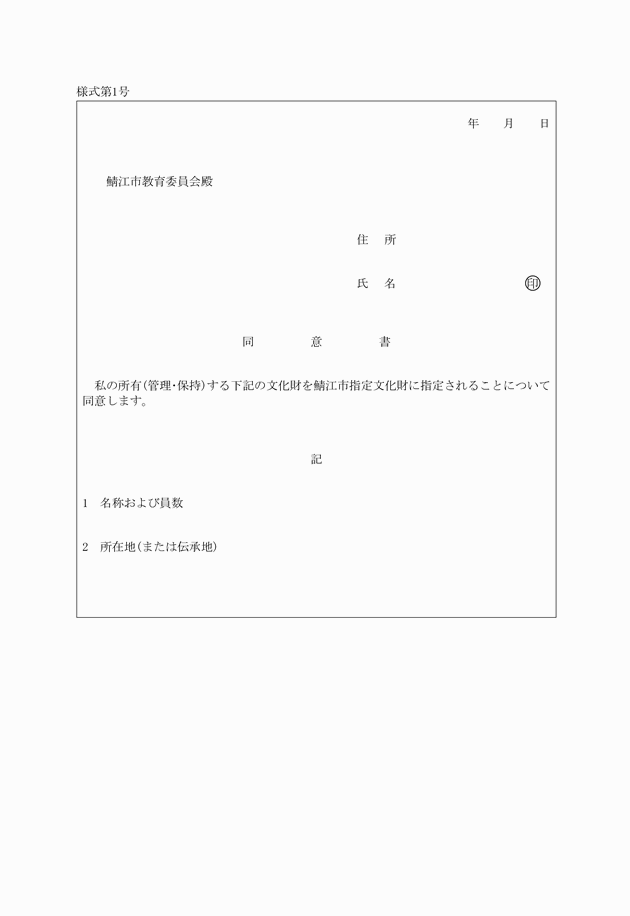 様式第1号
年　　月　　日
鯖江市教育委員会殿
住　所
氏　名　　　　　　　　　　㊞
同　　　　意　　　　書
私の所有(管理・保持)する下記の文化財を鯖江市指定文化財に指定されることについて
同意します。
記
1　名称および員数
2　所在地(または伝承地)